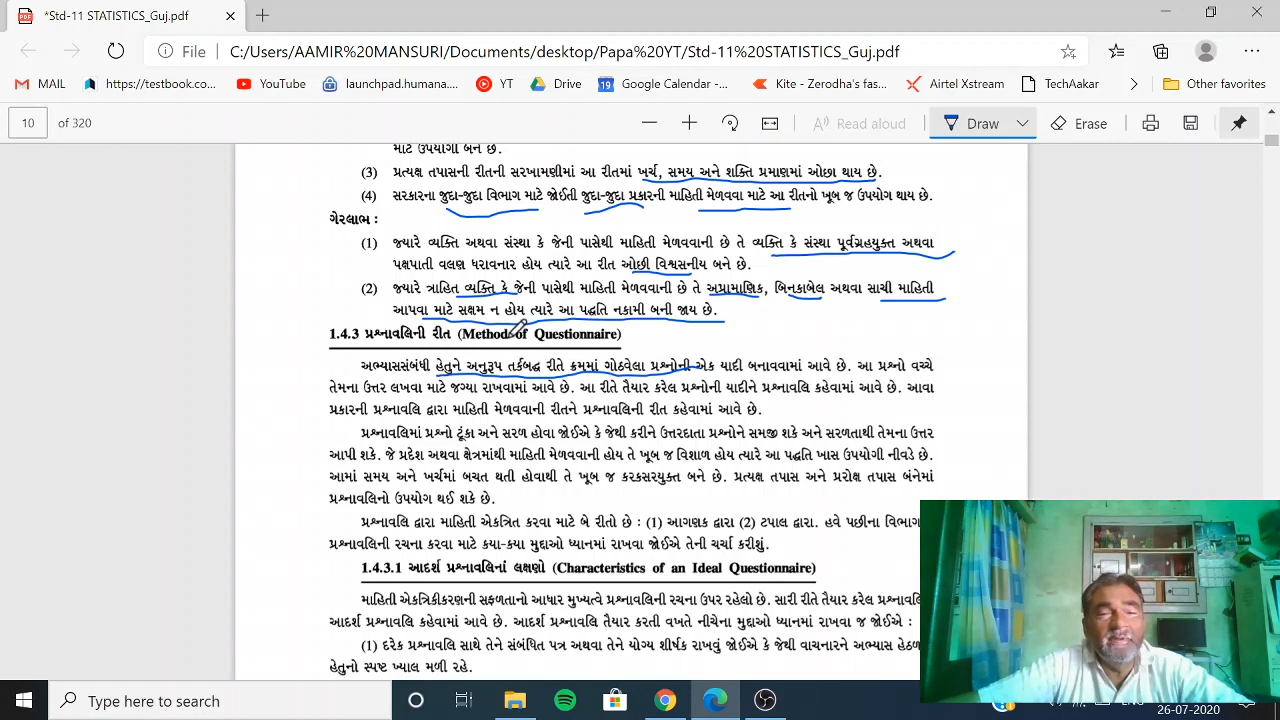 *Std-11 STATISTICS_Guj.pdf
File C:/Users/AAMIR%20MANSURI/Documents/desktop/Papa%20YT/Std-11%20STATISTICS_Guj.pdf
MAIL https://testbook.co... YouTube launchpad.humana.... YT Drive Google Calendar -... Kite - Zerodha's fas... Airtel Xstream TechAakar Other favorites
10 of 320 Read aloud Draw Erase
માટે ઉપયોગી બને છે.
(3) પ્રત્યક્ષ તપાસની રીતની સરખામણીમાં આ રીતમાં ખર્ચ, સમય અને શક્તિ પ્રમાણમાં ઓછા થાય છે.
(4) સરકારના જુદા-જુદા વિભાગ માટે જોઈતી જુદા-જુદા પ્રકારની માહિતી મેળવવા માટે આ રીતનો ખૂબ જ ઉપયોગ થાય છે.
ગેરલાભ :
(1) જ્યારે વ્યક્તિ અથવા સંસ્થા કે જેની પાસેથી માહિતી મેળવવાની છે તે વ્યક્તિ કે સંસ્થા પૂર્વગ્રહયુક્ત અથવા
પક્ષપાતી વલણ ધરાવનાર હોય ત્યારે આ રીત ઓછી વિશ્વસનીય બને છે.
(2) જ્યારે ત્રાહિત વ્યક્તિ કે જેની પાસેથી માહિતી મેળવવાની છે તે અપ્રામાણિક, બિનકાબેલ અથવા સાચી માહિતી
આપવા માટે સક્ષમ ન હોય ત્યારે આ પદ્ધતિ નકામી બની જાય છે.
1.4.3 પ્રશ્નાવલિની રીત (Method of Questionnaire)
અભ્યાસસંબંધી હેતુને અનુરૂપ તર્કબદ્ધ રીતે ક્રમમાં ગોઠવેલા પ્રશ્નોની એક યાદી બનાવવામાં આવે છે. આ પ્રશ્નો વચ્ચે
તેમના ઉત્તર લખવા માટે જગ્યા રાખવામાં આવે છે. આ રીતે તૈયાર કરેલ પ્રશ્નોની યાદીને પ્રશ્નાવલિ કહેવામાં આવે છે. આવા
પ્રકારની પ્રશ્નાવલિ દ્વારા માહિતી મેળવવાની રીતને પ્રશ્નાવલિની રીત કહેવામાં આવે છે.
પ્રશ્નાવલિમાં પ્રશ્નો ટૂંકા અને સરળ હોવા જોઈએ કે જેથી કરીને ઉત્તરદાતા પ્રશ્નોને સમજી શકે અને સરળતાથી તેમના ઉત્તર
આપી શકે. જે પ્રદેશ અથવા ક્ષેત્રમાંથી માહિતી મેળવવાની હોય તે ખૂબ જ વિશાળ હોય ત્યારે આ પદ્ધતિ ખાસ ઉપયોગી નીવડે છે.
આમાં સમય અને ખર્ચમાં બચત થતી હોવાથી તે ખૂબ જ કરકસરયુક્ત બને છે. પ્રત્યક્ષ તપાસ અને પરોક્ષ તપાસ બંનેમાં
પ્રશ્નાવલિનો ઉપયોગ થઈ શકે છે.
પ્રશ્નાવલિ દ્વારા માહિતી એકત્રિત કરવા માટે બે રીતો છે : (1) આગણક દ્વારા (2) ટપાલ દ્વારા. હવે પછીના વિભાગ
પ્રશ્નાવલિની રચના કરવા માટે કયા-કયા મુદ્દાઓ ધ્યાનમાં રાખવા જોઈએ તેની ચર્ચા કરીશું.
1.4.3.1 આદર્શ પ્રશ્નાવલિનાં લક્ષણો (Characteristics of an Ideal Questionnaire)
માહિતી એકત્રિકીકરણની સફળતાનો આધાર મુખ્યત્વે પ્રશ્નાવલિની રચના ઉપર રહેલો છે. સારી રીતે તૈયાર કરેલ પ્રશ્નાવલિ
આદર્શ પ્રશ્નાવલિ કહેવામાં આવે છે. આદર્શ પ્રશ્નાવલિ તૈયાર કરતી વખતે નીચેના મુદ્દાઓ ધ્યાનમાં રાખવા જ જોઈએ :
(1) દરેક પ્રશ્નાવલિ સાથે તેને સંબંધિત પત્ર અથવા તેને યોગ્ય શીર્ષક રાખવું જોઈએ કે જેથી વાચનારને અભ્યાસ હેઠળ
હેતુનો સ્પષ્ટ ખ્યાલ મળી રહે.
Type here to search
26-07-2020